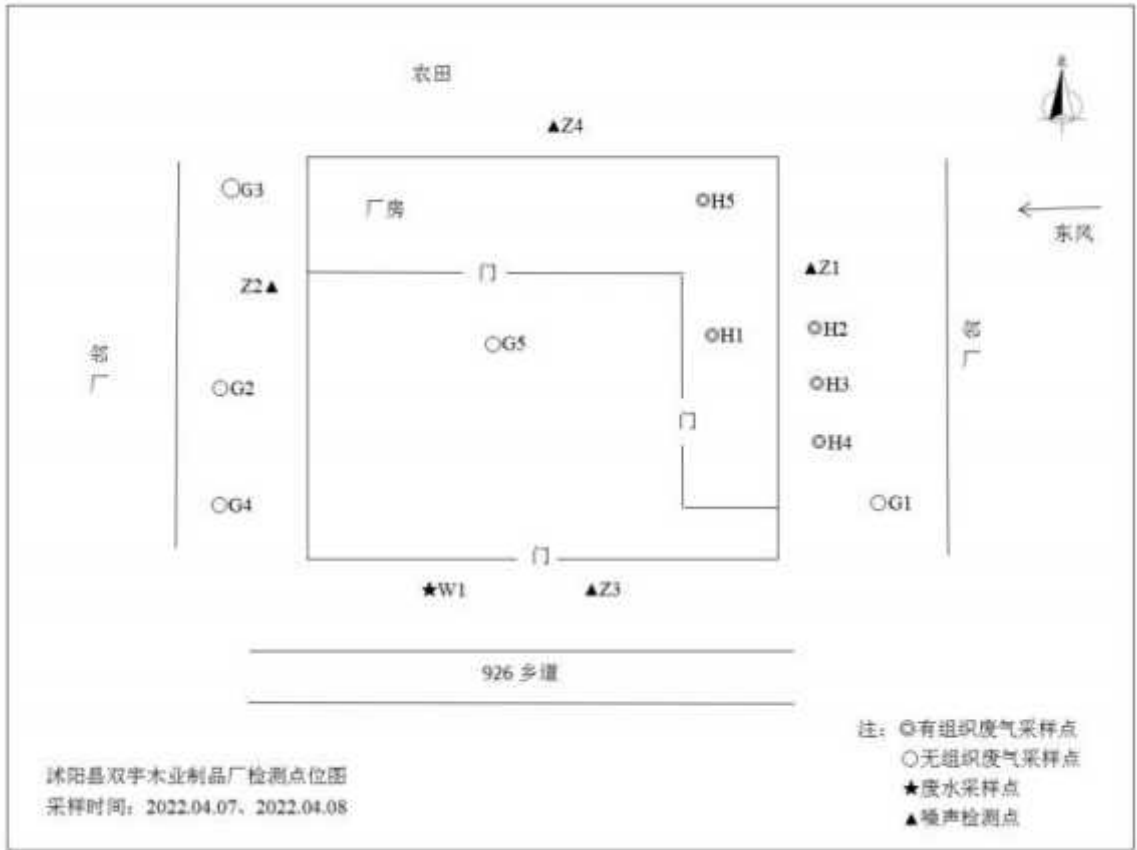 农田
北
▲Z4
○G3
厂房
◎H5
东风
门
▲Z1
Z2▲
◎H2
○G5
◎H1
邻厂
邻厂
○G2
◎H3
门
◎H4
○G4
○G1
门
★W1
▲Z3
926 乡道
注：◎有组织废气采样点
○无组织废气采样点
★废水采样点
▲噪声检测点
沭阳县双宇木业制品厂检测点位图
采样时间：2022.04.07、2022.04.08